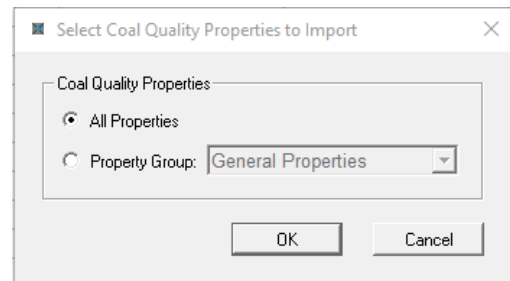 Select Coal Quality Properties to Import
Coal Quality Properties
All Properties
Property Group: General Properties
OK Cancel